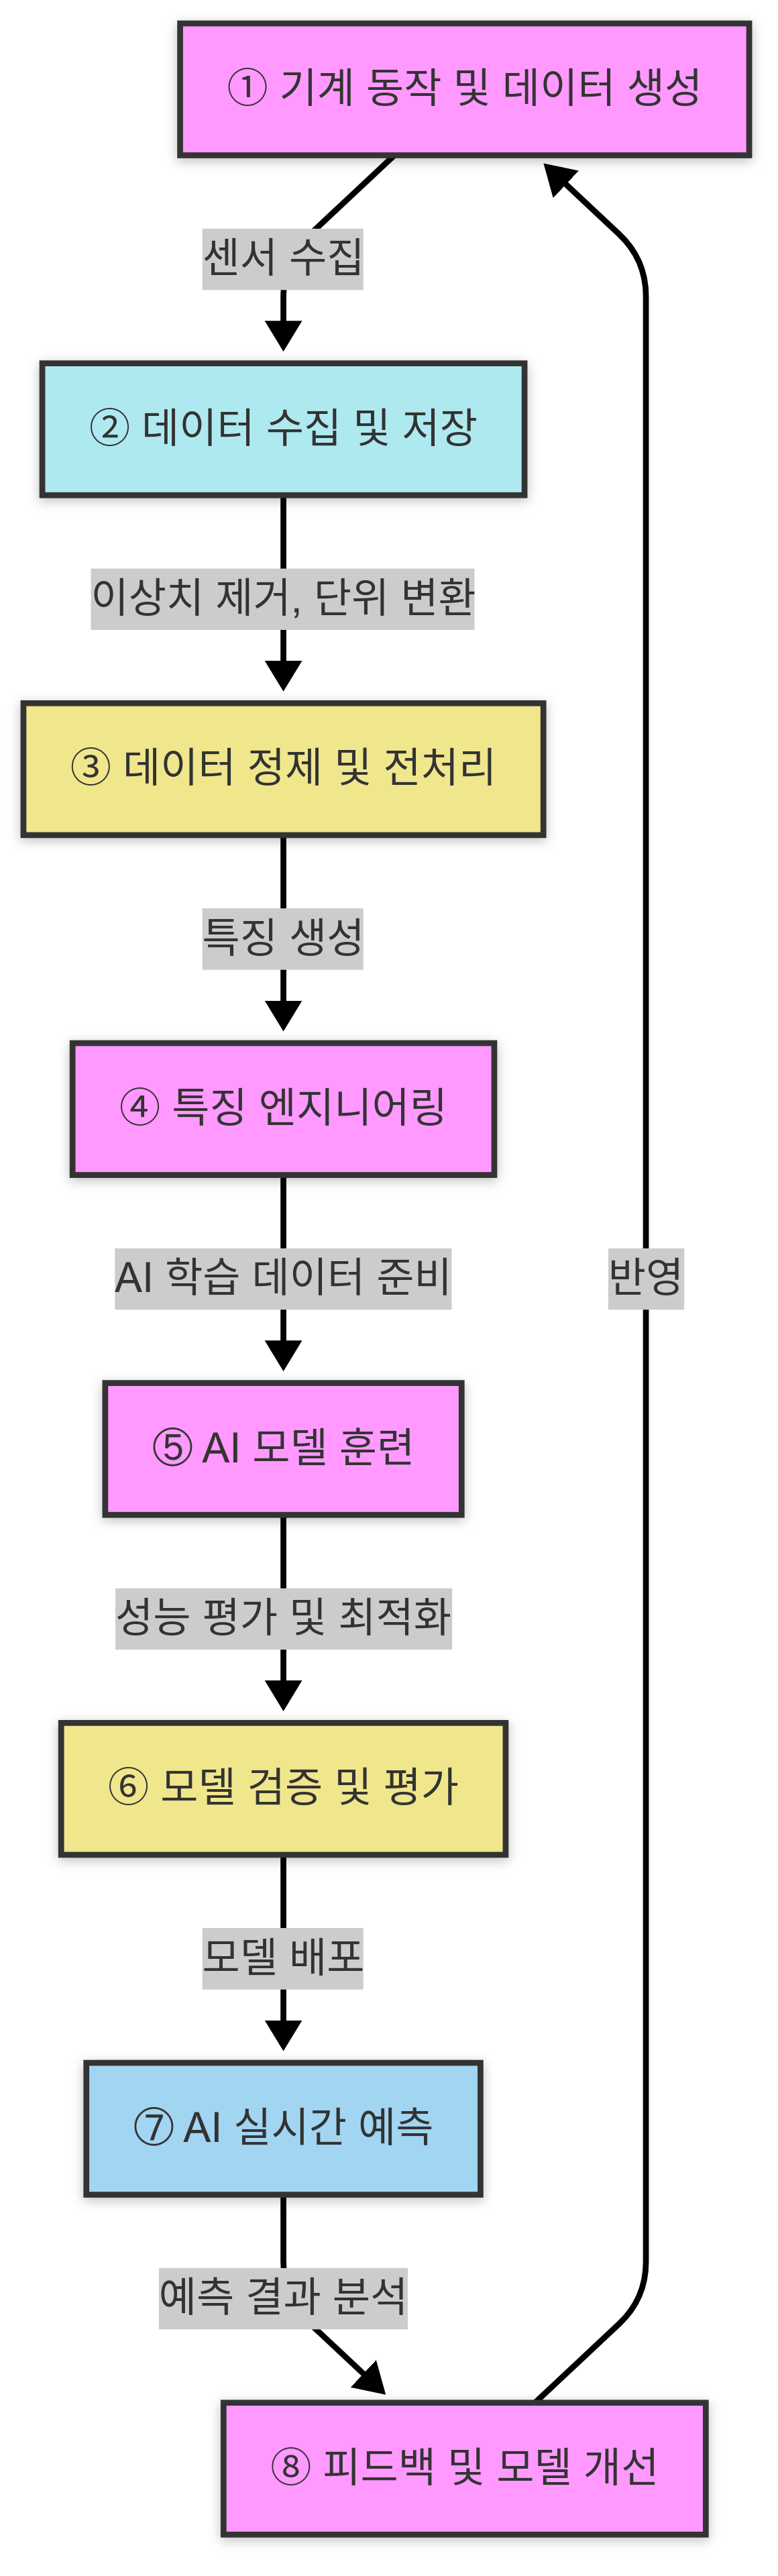 ① 기계 동작 및 데이터 생성
센서 수집
② 데이터 수집 및 저장
이상치 제거, 단위 변환
③ 데이터 정제 및 전처리
특징 생성
④ 특징 엔지니어링
AI 학습 데이터 준비
반영
⑤ AI 모델 훈련
성능 평가 및 최적화
⑥ 모델 검증 및 평가
모델 배포
⑦ AI 실시간 예측
예측 결과 분석
⑧ 피드백 및 모델 개선